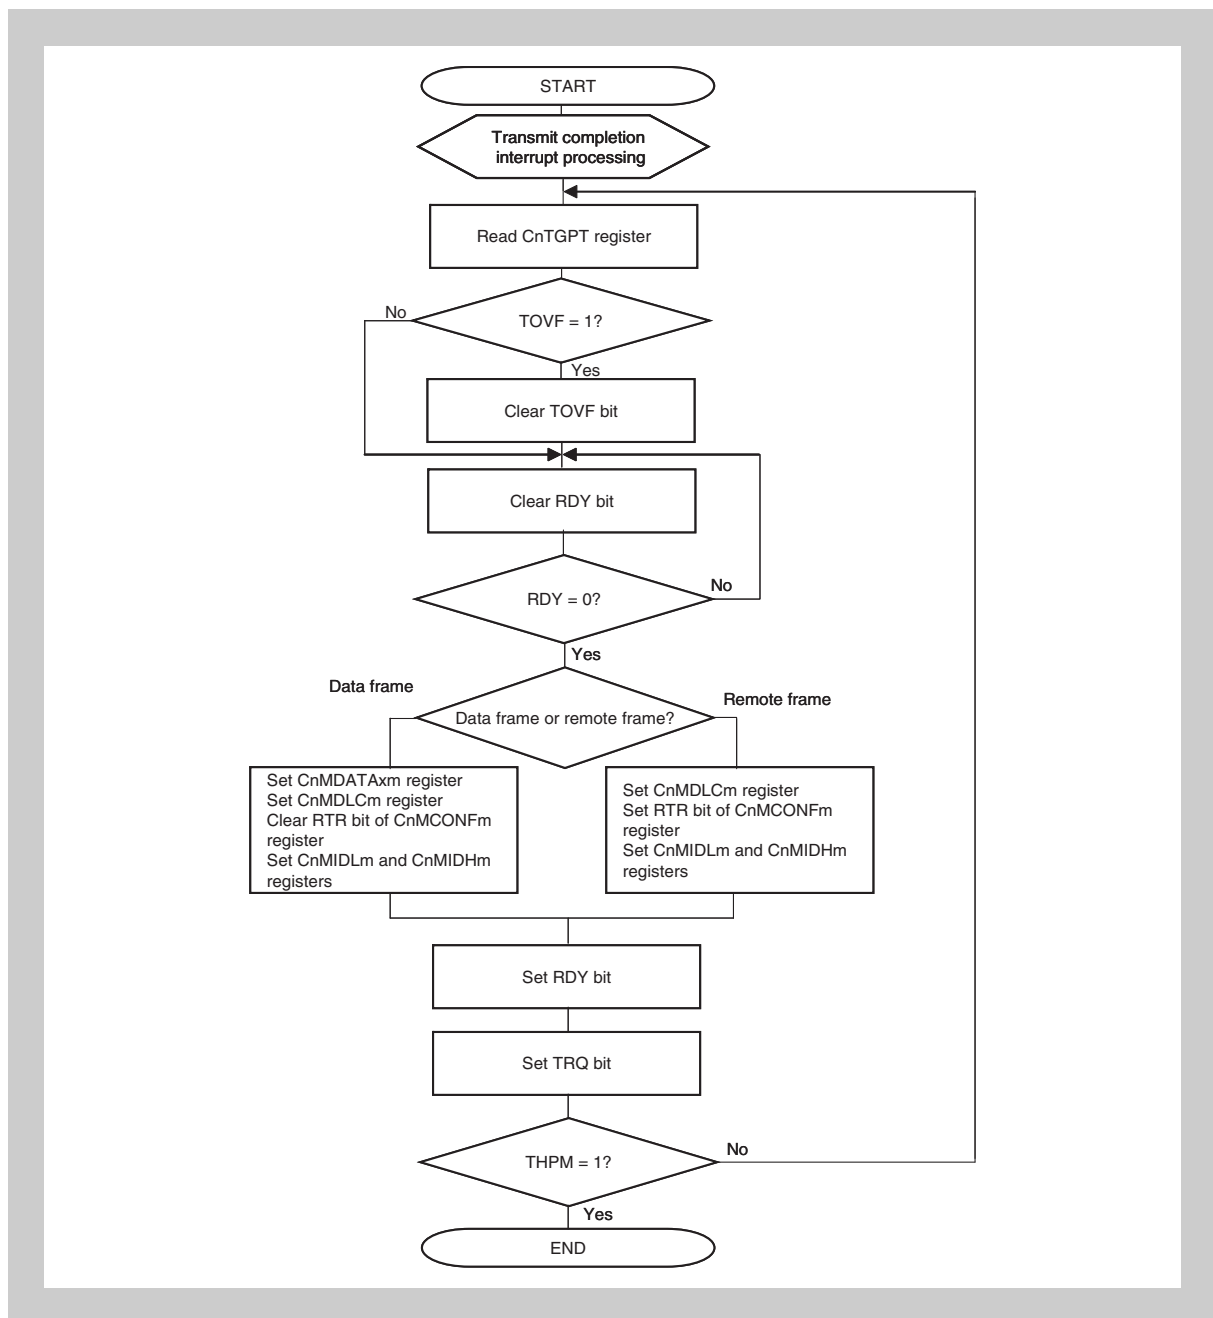 START
Transmit completion
interrupt processing
Read CnTGPT register
TOVF = 1?
No
Yes
Clear TOVF bit
Clear RDY bit
RDY = 0?
No
Yes
Data frame
Data frame or remote frame?
Remote frame
Set CnMDATAxm register
Set CnMDLCm register
Clear RTR bit of CnMCONFm
register
Set CnMIDLm and CnMIDHm
registers
Set CnMDLCm register
Set RTR bit of CnMCONFm
register
Set CnMIDLm and CnMIDHm
registers
Set RDY bit
Set TRQ bit
THPM = 1?
No
Yes
END